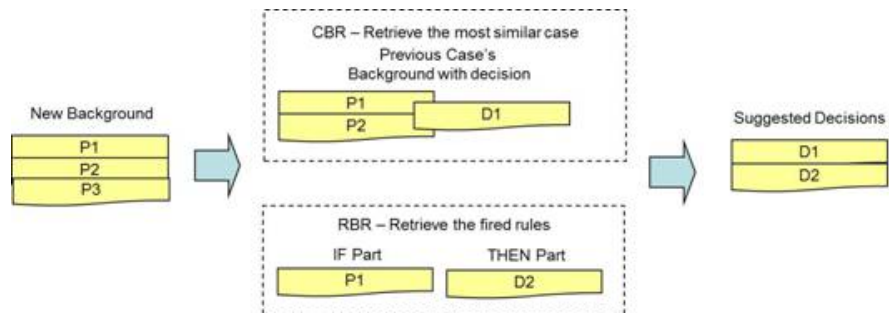 New Background
P1
P2
P3
CBR – Retrieve the most similar case
Previous Case's
Background with decision
P1
P2
D1
RBR – Retrieve the fired rules
IF Part
THEN Part
P1
D2
Suggested Decisions
D1
D2